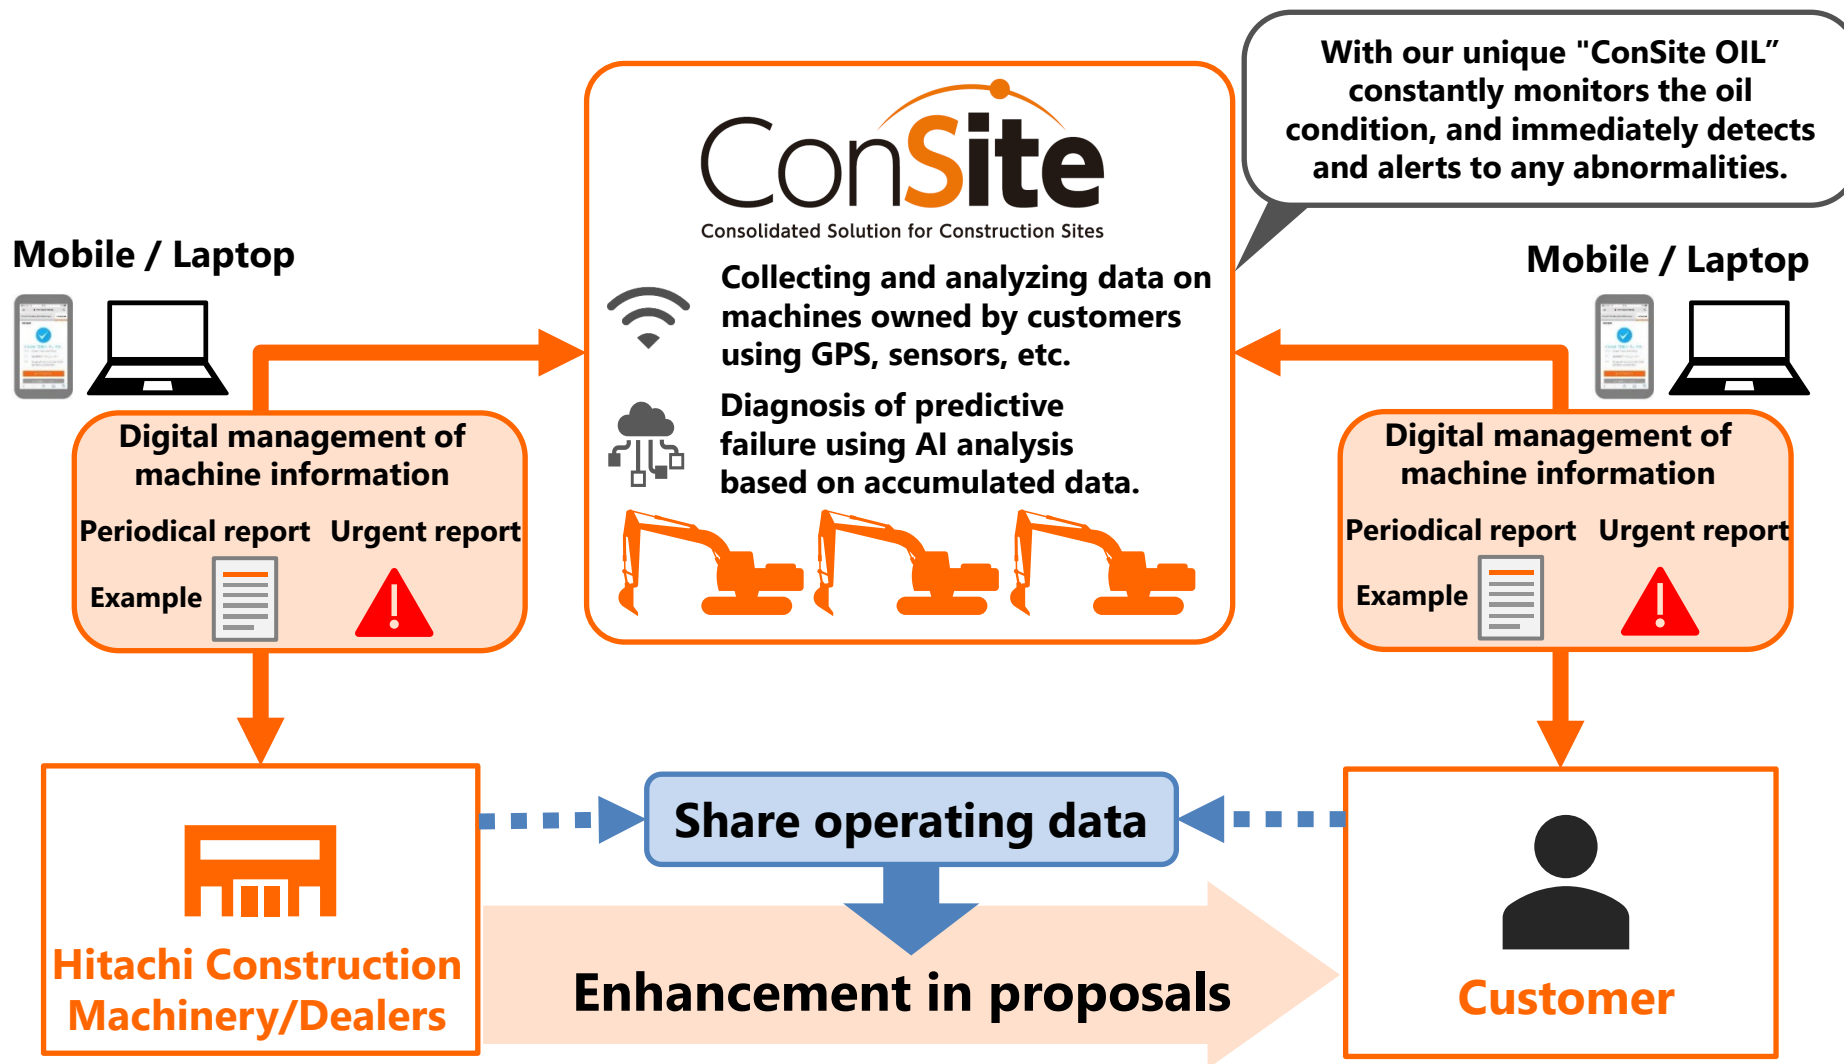 With our unique "ConSite OIL”
constantly monitors the oil
condition, and immediately detects
and alerts to any abnormalities.
ConSite
Consolidated Solution for Construction Sites
Collecting and analyzing data on
machines owned by customers
using GPS, sensors, etc.
Diagnosis of predictive
failure using AI analysis
based on accumulated data.
Mobile / Laptop
Digital management of
machine information
Periodical report Urgent report
Example
Mobile / Laptop
Digital management of
machine information
Periodical report Urgent report
Example
Share operating data
Enhancement in proposals
Hitachi Construction
Machinery/Dealers
Customer